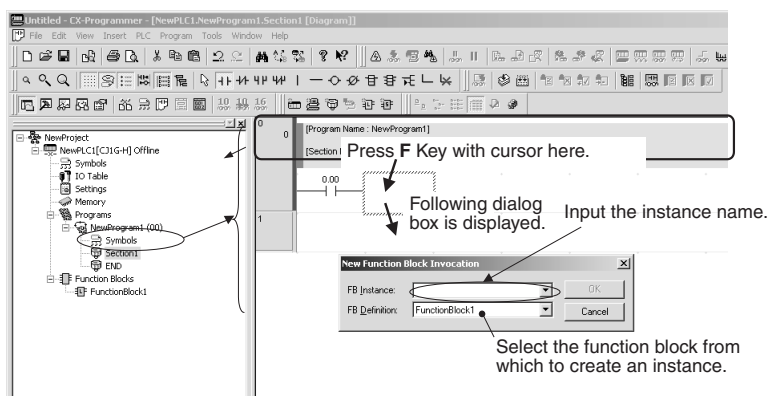 Untitled - CX-Programmer - [NewPLC1.NewProgram1.Section1 [Diagram]]
File Edit View Insert PLC Program Tools Window Help
10 10 16
NewProject
NewPLC1[CJ1G-H] Offline
Symbols
IO Table
Settings
Memory
Programs
NewProgram1 (00)
Symbols
Section1
END
Function Blocks
FunctionBlock1
0
0
[Program Name : NewProgram1]
[Section
Press F Key with cursor here.
0.00
Following dialog
box is displayed.
Input the instance name.
1
New Function Block Invocation
FB Instance:
OK
FB Definition:
FunctionBlock1
Cancel
Select the function block from
which to create an instance.